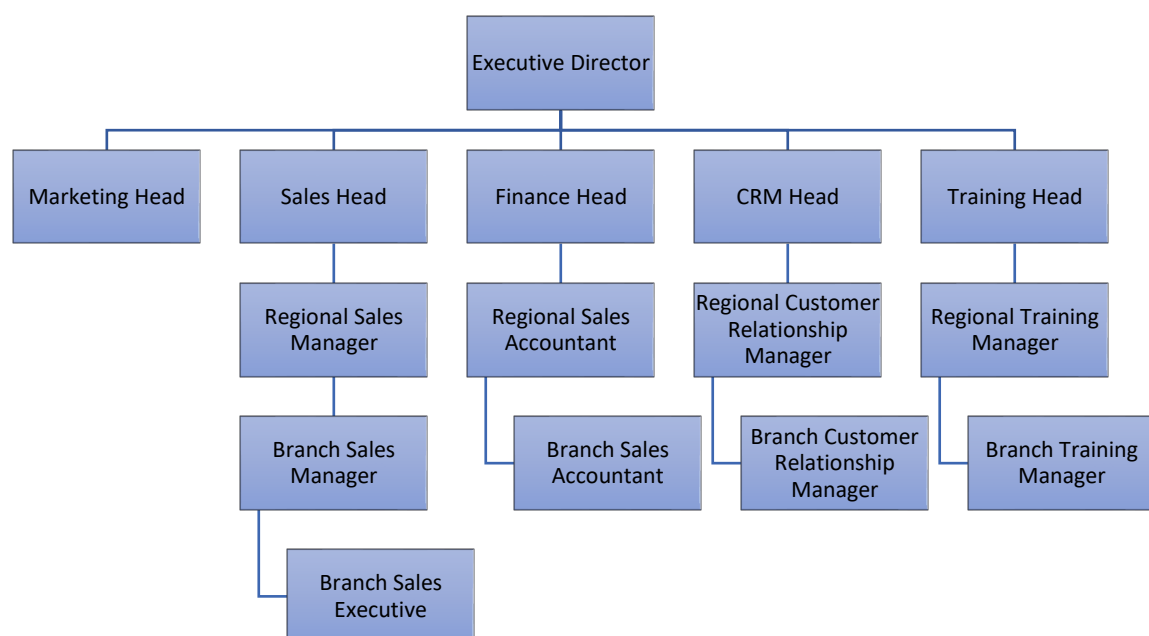 Executive Director
Marketing Head
Sales Head
Finance Head
CRM Head
Training Head
Regional Sales
Manager
Regional Sales
Accountant
Regional Customer
Relationship
Manager
Regional Training
Manager
Branch Sales
Manager
Branch Sales
Accountant
Branch Customer
Relationship
Manager
Branch Training
Manager
Branch Sales
Executive